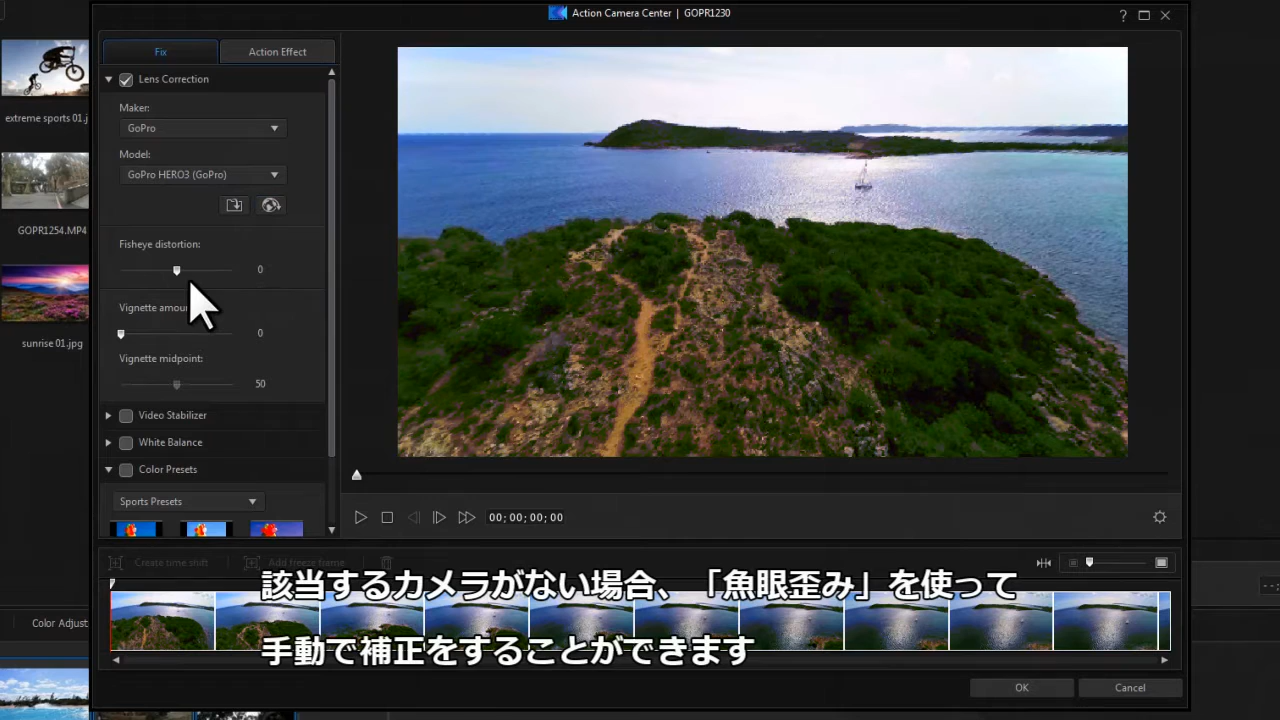 Action Camera Center | GOPR1230
Fix
Action Effect
Lens Correction
Maker:
GoPro
Model:
GoPro HERO3 (GoPro)
Fisheye distortion:
0
Vignette amou
0
Vignette midpoint:
50
Video Stabilizer
White Balance
Color Presets
Sports Presets
extreme sports 01.j
GOPR1254.MP4
sunrise 01.jpg
Color Adjust
00; 00; 00; 00
Create time shift
Add freeze frame
該当するカメラがない場合、「魚眼歪み」を使って
手動で補正をすることができます
OK
Cancel